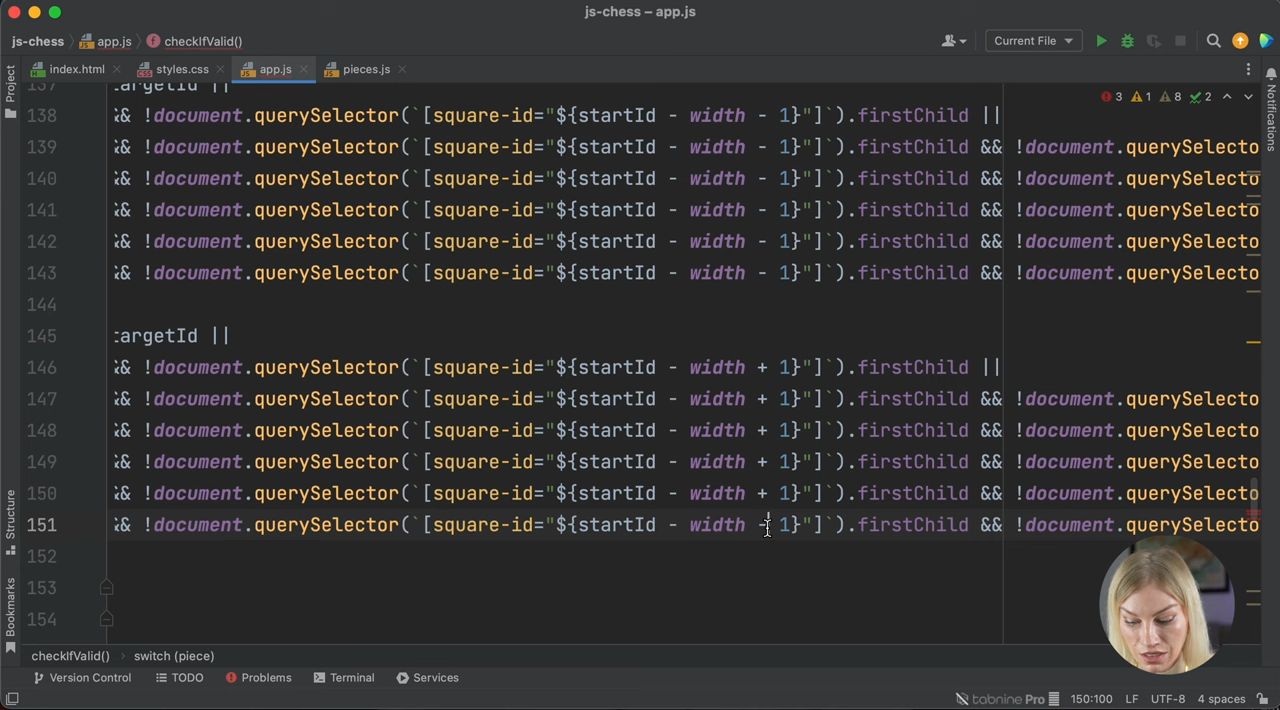 js-chess – app.js
js-chess app.js checkIfValid() Current File
index.html styles.css app.js pieces.js
Project
Notifications
3 1 8 2
137 targetId ||
138 && !document.querySelector(`[square-id="${startId - width - 1}"]`).firstChild ||
139 && !document.querySelector(`[square-id="${startId - width - 1}"]`).firstChild && !document.querySelecto
140 && !document.querySelector(`[square-id="${startId - width - 1}"]`).firstChild && !document.querySelecto
141 && !document.querySelector(`[square-id="${startId - width - 1}"]`).firstChild && !document.querySelecto
142 && !document.querySelector(`[square-id="${startId - width - 1}"]`).firstChild && !document.querySelecto
143 && !document.querySelector(`[square-id="${startId - width - 1}"]`).firstChild && !document.querySelecto
144
145 targetId ||
146 && !document.querySelector(`[square-id="${startId - width + 1}"]`).firstChild ||
147 && !document.querySelector(`[square-id="${startId - width + 1}"]`).firstChild && !document.querySelecto
148 && !document.querySelector(`[square-id="${startId - width + 1}"]`).firstChild && !document.querySelecto
149 && !document.querySelector(`[square-id="${startId - width + 1}"]`).firstChild && !document.querySelecto
150 && !document.querySelector(`[square-id="${startId - width + 1}"]`).firstChild && !document.querySelecto
151 && !document.querySelector(`[square-id="${startId - width - 1}"]`).firstChild && !document.querySelecto
152
153
154
Structure
Bookmarks
checkIfValid() switch (piece)
Version Control TODO Problems Terminal Services
tabnine Pro 150:100 LF UTF-8 4 spaces